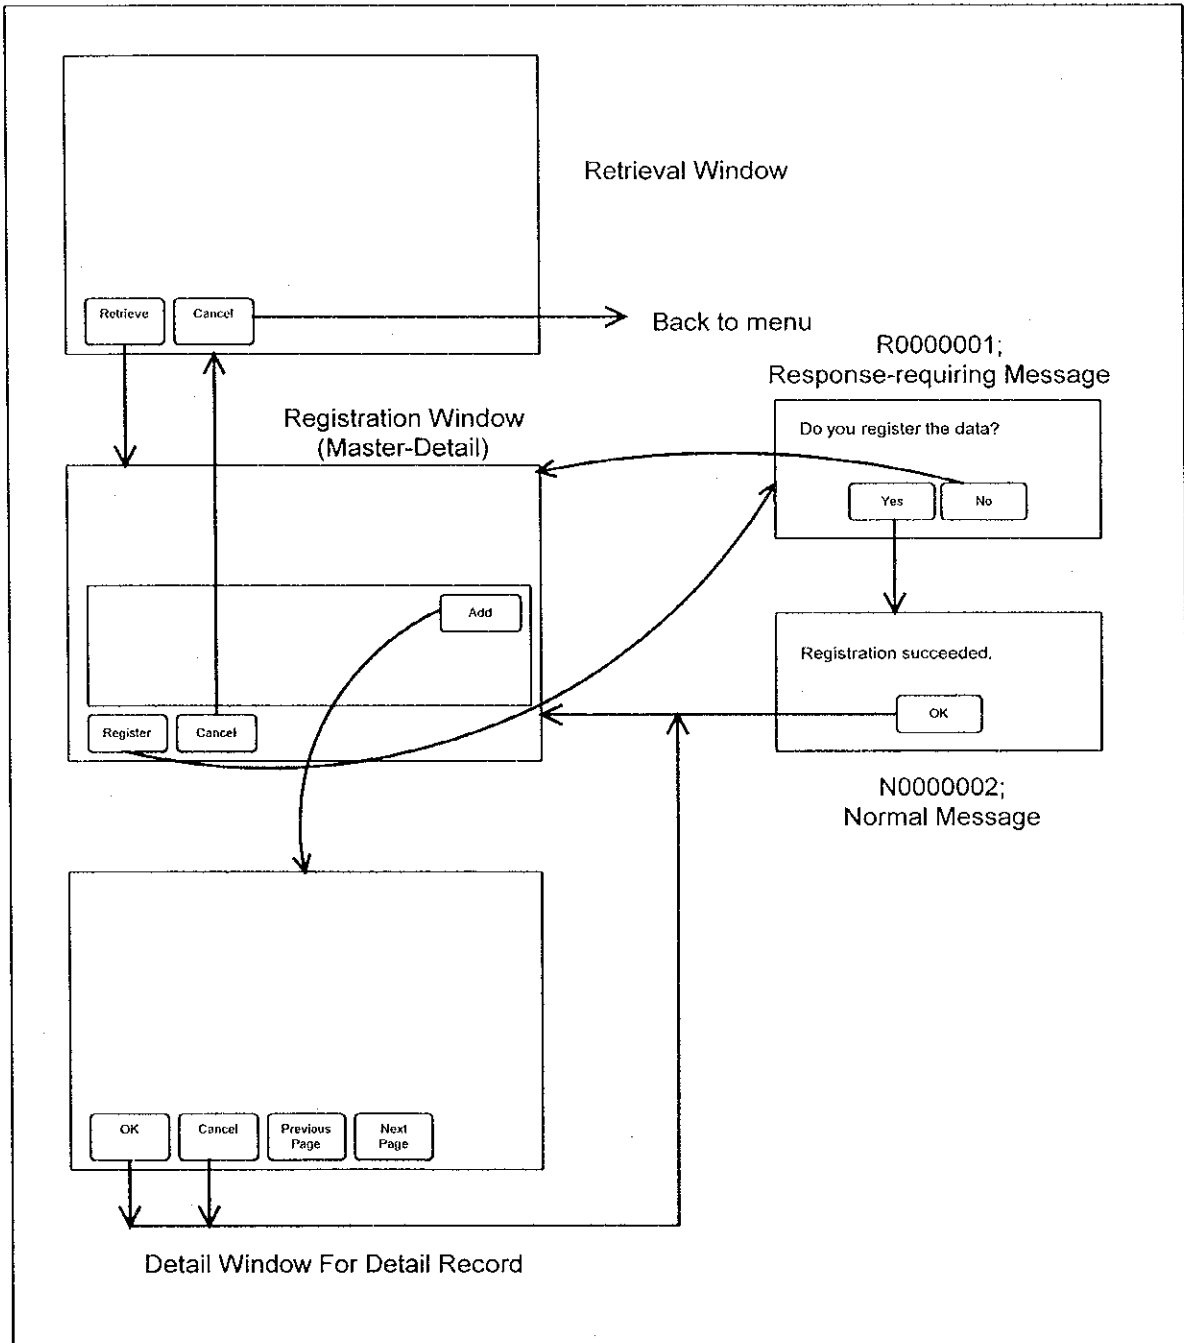 Retrieval Window
Retrieve
Cancel
Back to menu
R0000001;
Response-requiring Message
Registration Window
(Master-Detail)
Do you register the data?
Yes
No
Add
Registration succeeded.
OK
Register
Cancel
N0000002;
Normal Message
OK
Cancel
Previous
Page
Next
Page
Detail Window For Detail Record